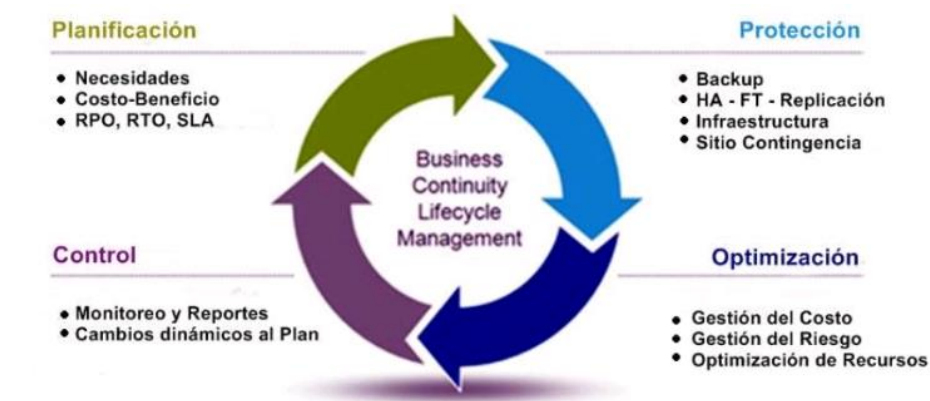 Planificación
• Necesidades
• Costo-Beneficio
• RPO, RTO, SLA
Protección
• Backup
• HA - FT - Replicación
• Infraestructura
• Sitio Contingencia
Business
Continuity
Lifecycle
Management
Control
• Monitoreo y Reportes
• Cambios dinámicos al Plan
Optimización
• Gestión del Costo
• Gestión del Riesgo
• Optimización de Recursos